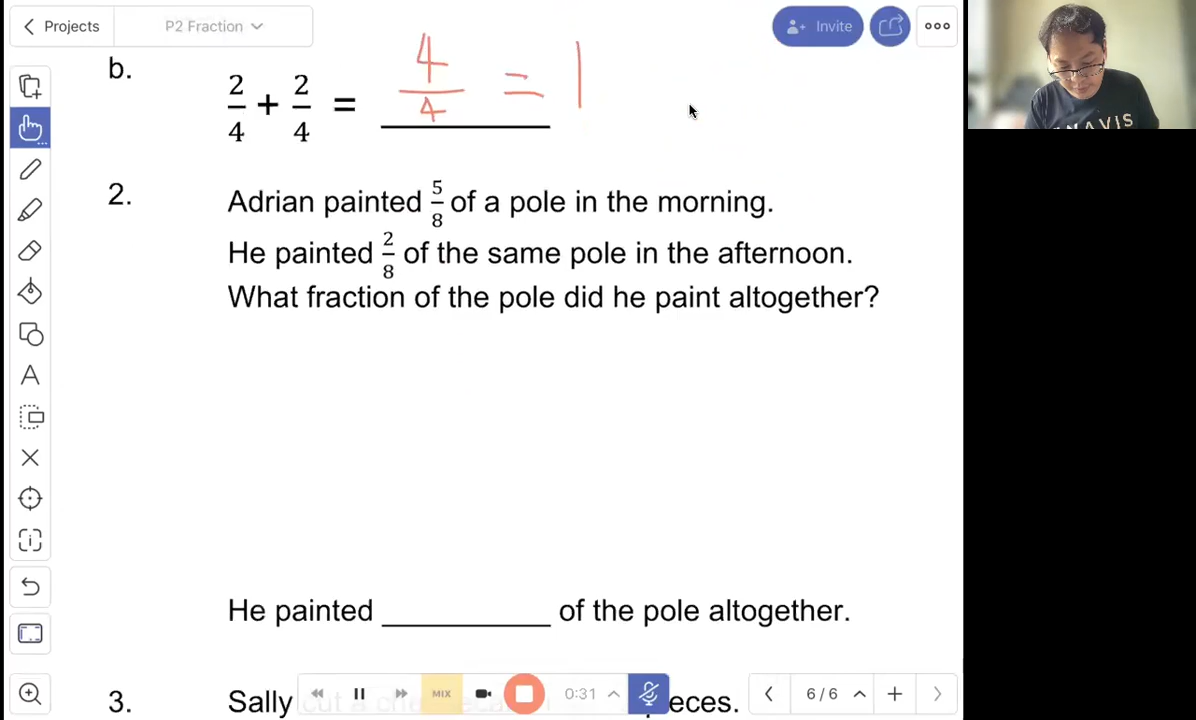 Projects
P2 Fraction
Invite
b.
2/4 + 2/4 = 4/4 = 1
2.
Adrian painted 5/8 of a pole in the morning.
He painted 2/8 of the same pole in the afternoon.
What fraction of the pole did he paint altogether?
He painted __________ of the pole altogether.
3.
Sally
eces.
MIX
0:31
6 / 6
A
NAVIS